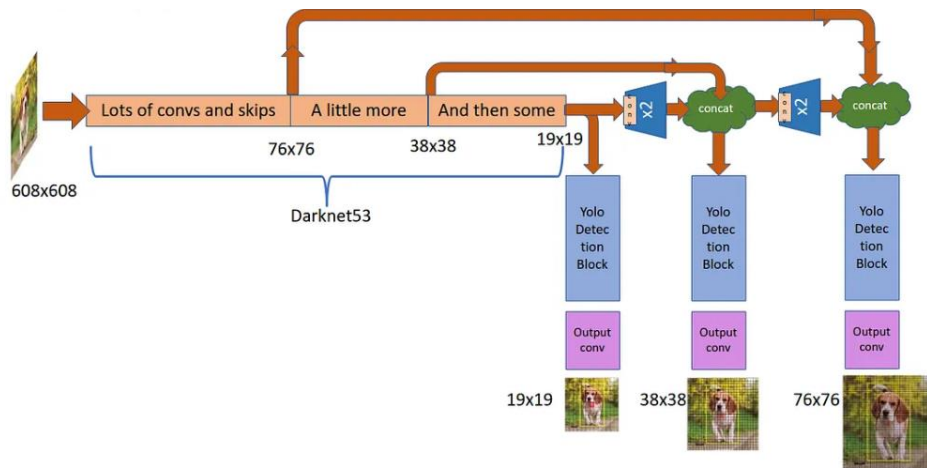 Lots of convs and skips
A little more
And then some
x2
concat
x2
concat
76x76
38x38
19x19
608x608
Darknet53
Yolo
Detec
tion
Block
Yolo
Detec
tion
Block
Yolo
Detec
tion
Block
Output
conv
Output
conv
Output
conv
19x19
38x38
76x76